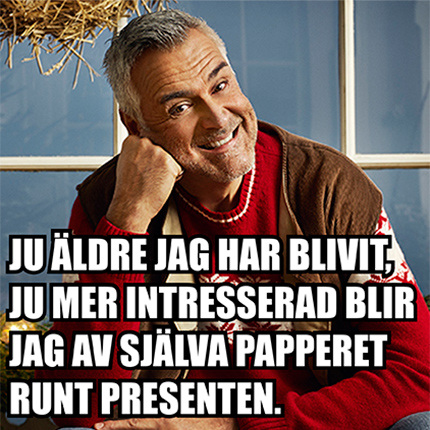 JU ÄLDRE JAG HAR BLIVIT,
JU MER INTRESSERAD BLIR
JAG AV SJÄLVA PAPPERET
RUNT PRESENTEN.